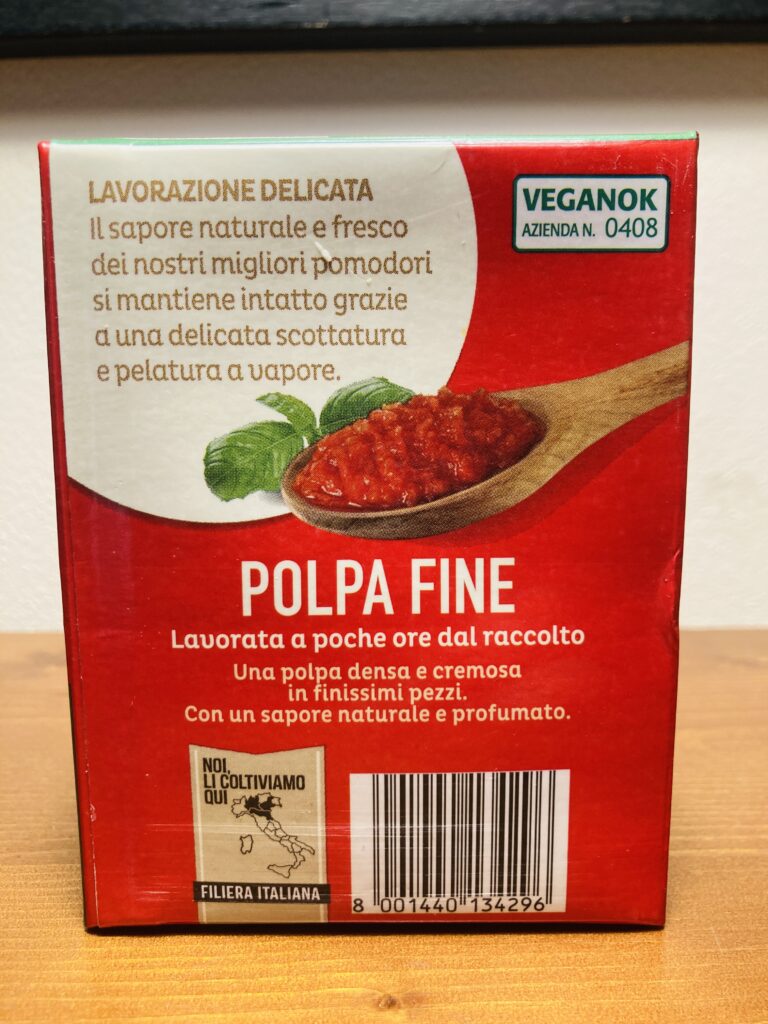 LAVORAZIONE DELICATA
Il sapore naturale e fresco
dei nostri migliori pomodori
si mantiene intatto grazie
a una delicata scottatura
e pelatura a vapore.
VEGANOK
AZIENDA N. 0408
POLPA FINE
Lavorata a poche ore dal raccolto
Una polpa densa e cremosa
in finissimi pezzi.
Con un sapore naturale e profumato.
NOI,
LI COLTIVIAMO
QUI
FILIERA ITALIANA
8 001440 134296